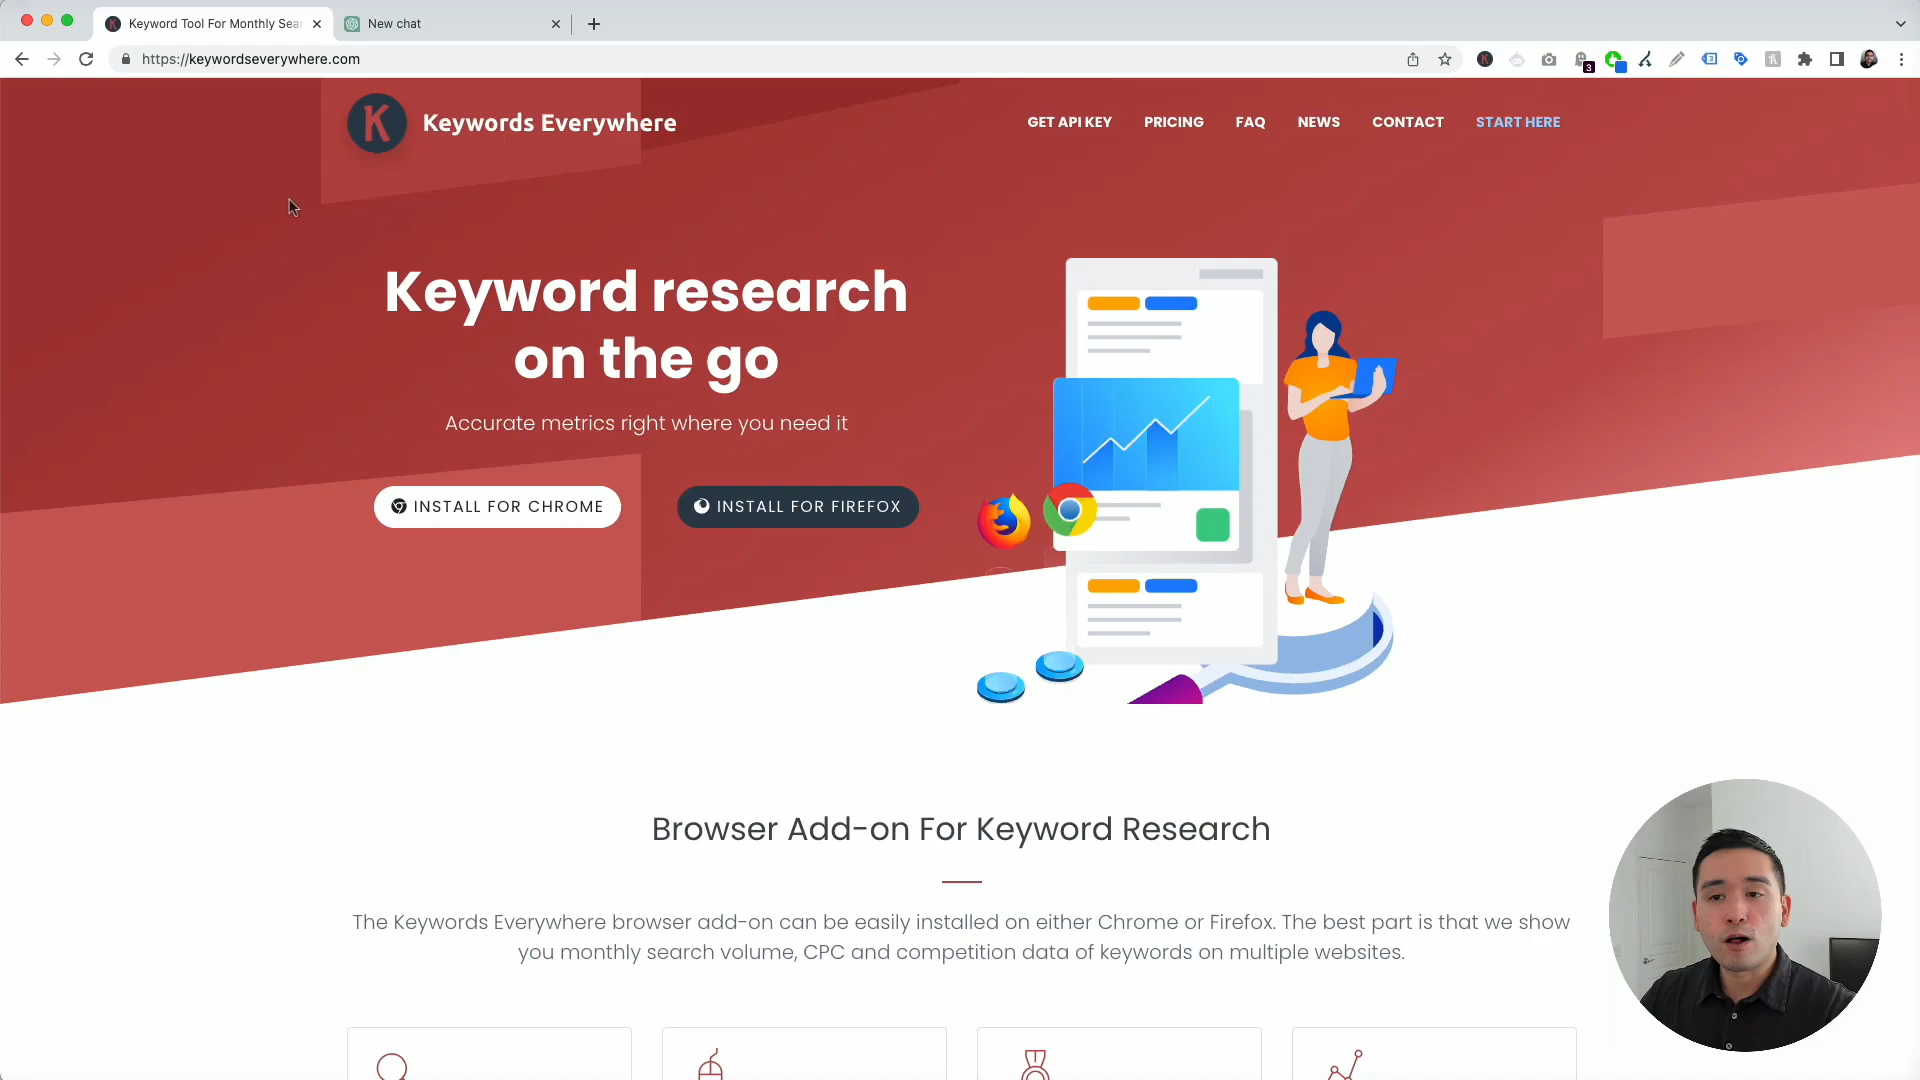 Keyword Tool For Monthly Sea
New chat
https://keywordseverywhere.com
3
K Keywords Everywhere
GET API KEY
PRICING
FAQ
NEWS
CONTACT
START HERE
Keyword research
on the go
Accurate metrics right where you need it
INSTALL FOR CHROME
INSTALL FOR FIREFOX
Browser Add-on For Keyword Research
The Keywords Everywhere browser add-on can be easily installed on either Chrome or Firefox. The best part is that we show
you monthly search volume, CPC and competition data of keywords on multiple websites.